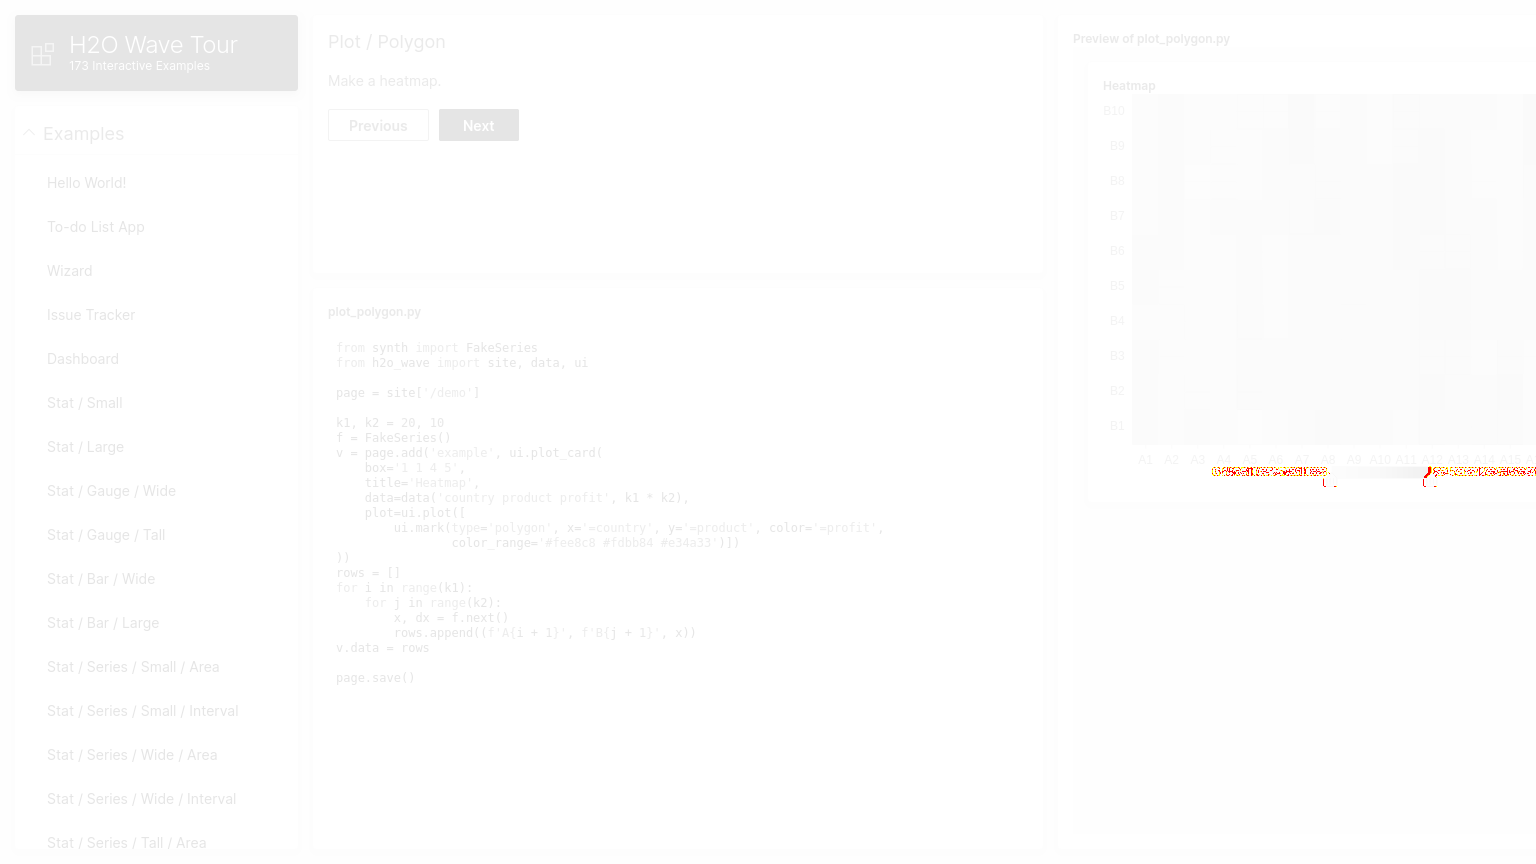 H2O Wave Tour
173 Interactive Examples
Examples
Hello World!
To-do List App
Wizard
Issue Tracker
Dashboard
Stat / Small
Stat / Large
Stat / Gauge / Wide
Stat / Gauge / Tall
Stat / Bar / Wide
Stat / Bar / Large
Stat / Series / Small / Area
Stat / Series / Small / Interval
Stat / Series / Wide / Area
Stat / Series / Wide / Interval
Stat / Series / Tall / Area
Plot / Polygon
Make a heatmap.
Previous Next
plot_polygon.py
from synth import FakeSeries
from h2o_wave import site, data, ui
page = site['/demo']
k1, k2 = 20, 10
f = FakeSeries()
v = page.add('example', ui.plot_card(
    box='1 1 4 5',
    title='Heatmap',
    data=data('country product profit', k1 * k2),
    plot=ui.plot([
        ui.mark(type='polygon', x='=country', y='=product', color='=profit',
                color_range='#fee8c8 #fdbb84 #e34a33')])
))
rows = []
for i in range(k1):
    for j in range(k2):
        x, dx = f.next()
        rows.append((f'A{i + 1}', f'B{j + 1}', x))
v.data = rows
page.save()
Preview of plot_polygon.py
Heatmap
B10
B9
B8
B7
B6
B5
B4
B3
B2
B1
A1 A2 A3 A4 A5 A6 A7 A8 A9 A10 A11 A12 A13 A14 A15